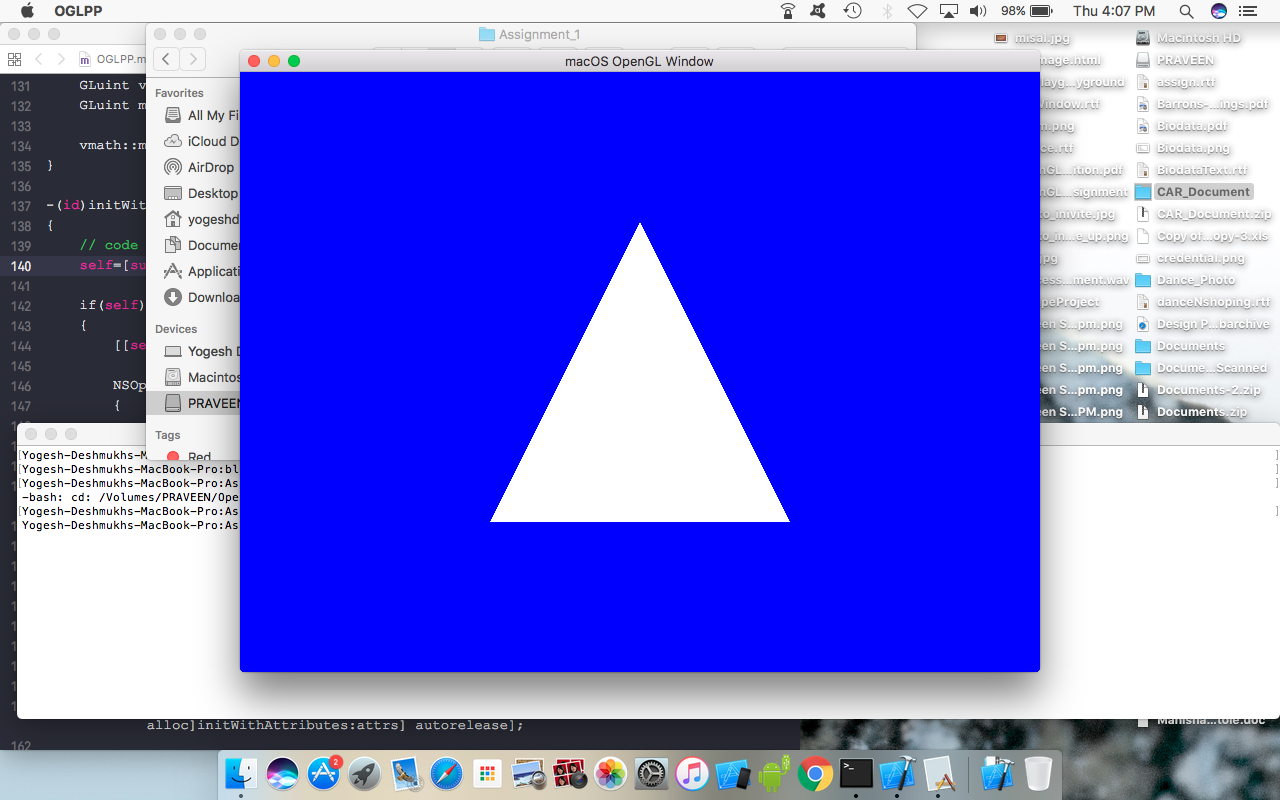 OGLPP
98%
Thu 4:07 PM
Assignment_1
OGLPP.m
macOS OpenGL Window
131 GLuint v
132 GLuint m
133
134 vmath::m
135 }
136
137 -(id)initWit
138 {
139 // code
140 self=[su
141
142 if(self)
143 {
144 [[se
145
146 NSOp
147 {
Favorites
All My Fi
iCloud D
AirDrop
Desktop
yogeshd
Docume
Applicati
Downloa
Devices
Yogesh D
Macintos
PRAVEEN
Tags
Red
misal.jpg
Macintosh HD
mage.html
PRAVEEN
yground
assign.rtf
Window.rtf
Barrons-...ings.pdf
.png
Biodata.pdf
ce.rtf
Biodata.png
ition.pdf
BiodataText.rtf
signment
CAR_Document
to_inivite.jpg
CAR_Document.zip
to_in...e_up.png
Copy of...opy-3.xls
jpg
credential.png
cess...ment.wav
Dance_Photo
peProject
danceNshoping.rtf
een S...pm.png
Design P...barchive
een S...pm.png
Documents
een S...pm.png
Docume...Scanned
een S...pm.png
Documents-2.zip
een S...PM.png
Documents.zip
[Yogesh-Deshmukhs-M ]
[Yogesh-Deshmukhs-MacBook-Pro:bl ]
[Yogesh-Deshmukhs-MacBook-Pro:As ]
-bash: cd: /Volumes/PRAVEEN/Ope
[Yogesh-Deshmukhs-MacBook-Pro:As ]
Yogesh-Deshmukhs-MacBook-Pro:As
alloc]initWithAttributes:attrs] autorelease];
162
Manisha...tole.doc
2